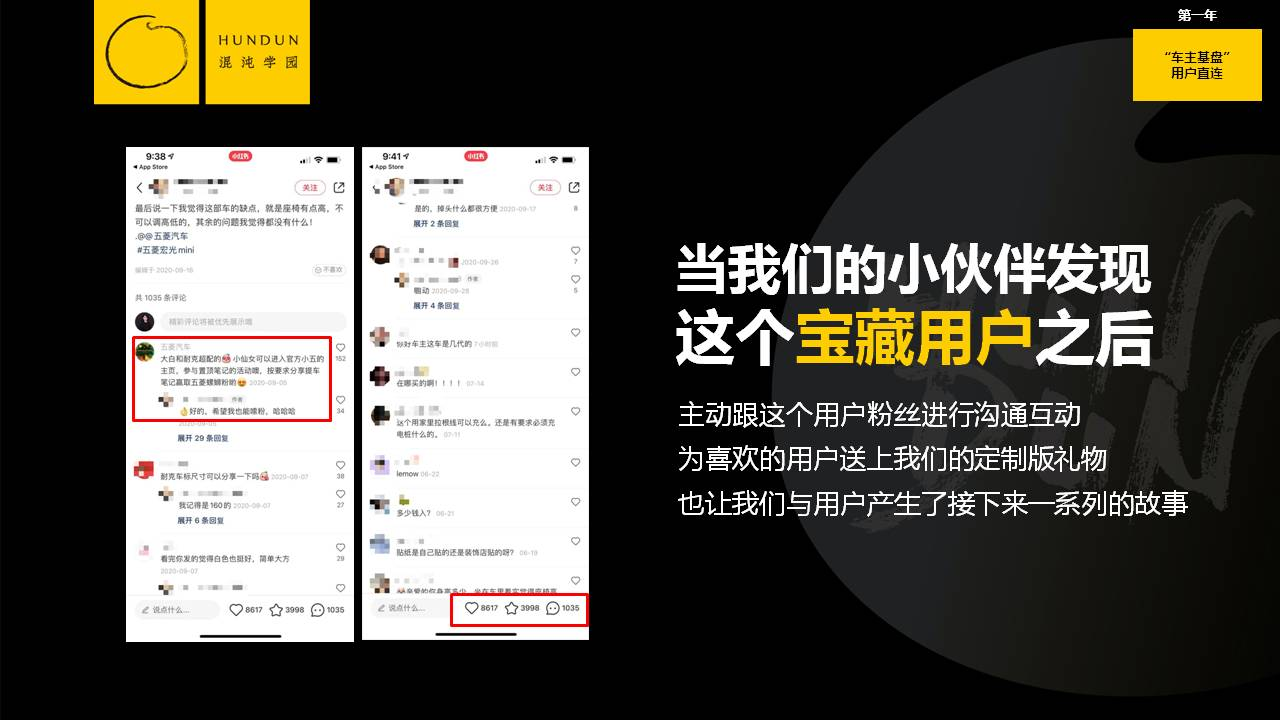 HUNDUN
混沌学园
第一年
“车主基盘”
用户直连
9:38
小红书
App Store
关注
最后说一下我觉得这部车的缺点，就是座椅有点高，不
可以调高低的，其余的问题我觉得都没有什么！
.@@五菱汽车
#五菱宏光mini
编辑于 2020-09-16
不喜欢
共 1035 条评论
精彩评论将被优先展示哦
五菱汽车
大白和耐克超配的 小仙女可以进入官方小五的
主页，参与置顶笔记的活动哦，按要求分享提车
笔记赢取五菱螺蛳粉哟 2020-09-05
152
作者
好的。希望我也能嗦粉，哈哈哈
2020-09-05
34
展开 29 条回复
耐克车标尺寸可以分享一下吗 2020-09-07
38
我记得是160的 2020-09-07
27
展开 6 条回复
看完你发的觉得白色也挺好，简单大方
2020-09-07
29
说点什么...
8617
3998
1035
9:41
小红书
App Store
关注
是的，掉头什么都很方便 2020-09-17
8
展开 2 条回复
2020-09-26
7
作者
2020-09-28
5
展开 4 条回复
你好车主这车是几代的 7小时前
在哪买的啊！！！！ 07-14
这个用家里拉根线可以充么。还是有要求必须充
电桩什么的。 07-11
lemow 06-22
多少钱入？ 06-21
贴纸是自己贴的还是装饰店贴的呀？ 06-19
说点什么...
8617
3998
1035
当我们的小伙伴发现
这个宝藏用户之后
主动跟这个用户粉丝进行沟通互动
为喜欢的用户送上我们的定制版礼物
也让我们与用户产生了接下来一系列的故事